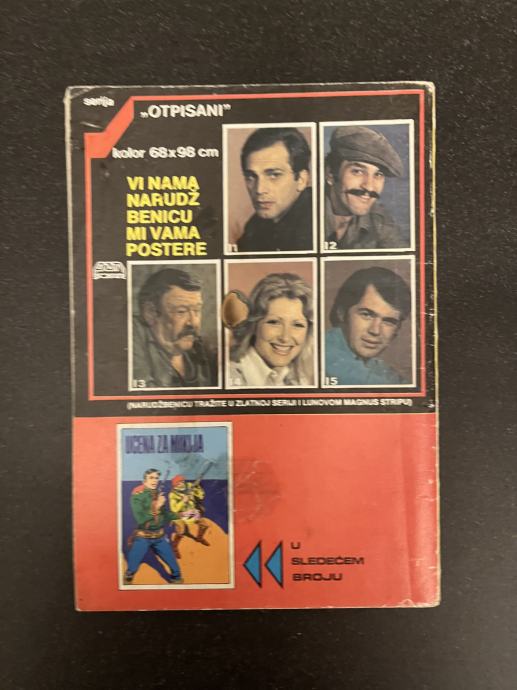 serija
„OTPISANI”
kolor 68x98 cm
VI NAMA
NARUDŽ
BENICU
MI VAMA
POSTERE
11
12
13
14
15
(NARUDŽBENICU TRAŽITE U ZLATNOJ SERIJI I LUNOVOM MAGNUS STRIPU)
UCENA ZA MIKIJA
U
SLEDEĆEM
BROJU